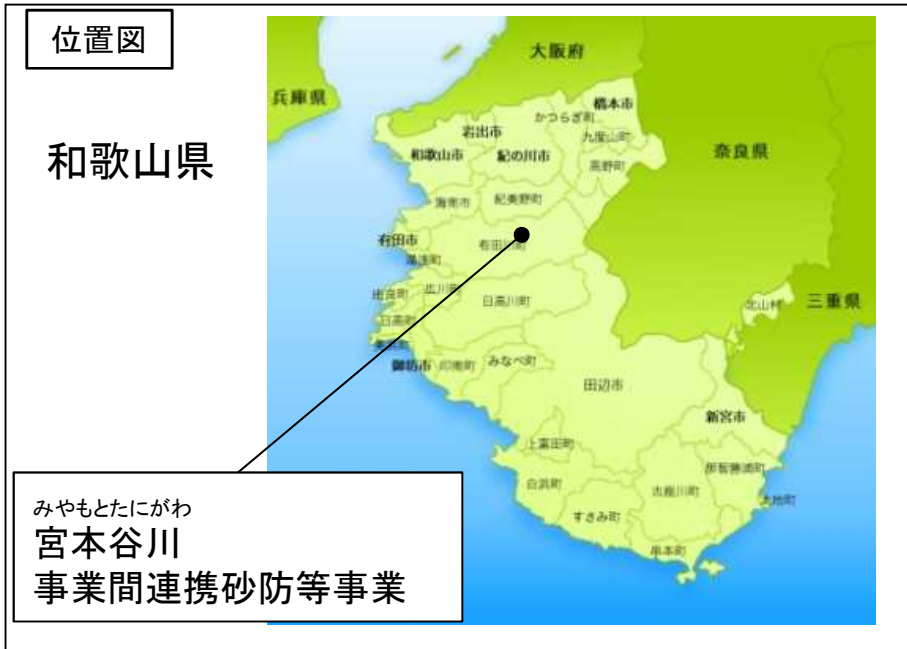 位置図
和歌山県
大阪府
兵庫県
橋本市
かつらぎ町
岩出市
九度山町
和歌山市
紀の川市
奈良県
高野町
海南市
紀美野町
有田市
有田川町
湯浅町
広川町
由良町
日高川町
北山村
三重県
日高町
美浜町
御坊市
印南町
みなべ町
田辺市
新宮市
上富田町
那智勝浦町
白浜町
古座川町
太地町
すさみ町
串本町
みやもとたにがわ
宮本谷川
事業間連携砂防等事業